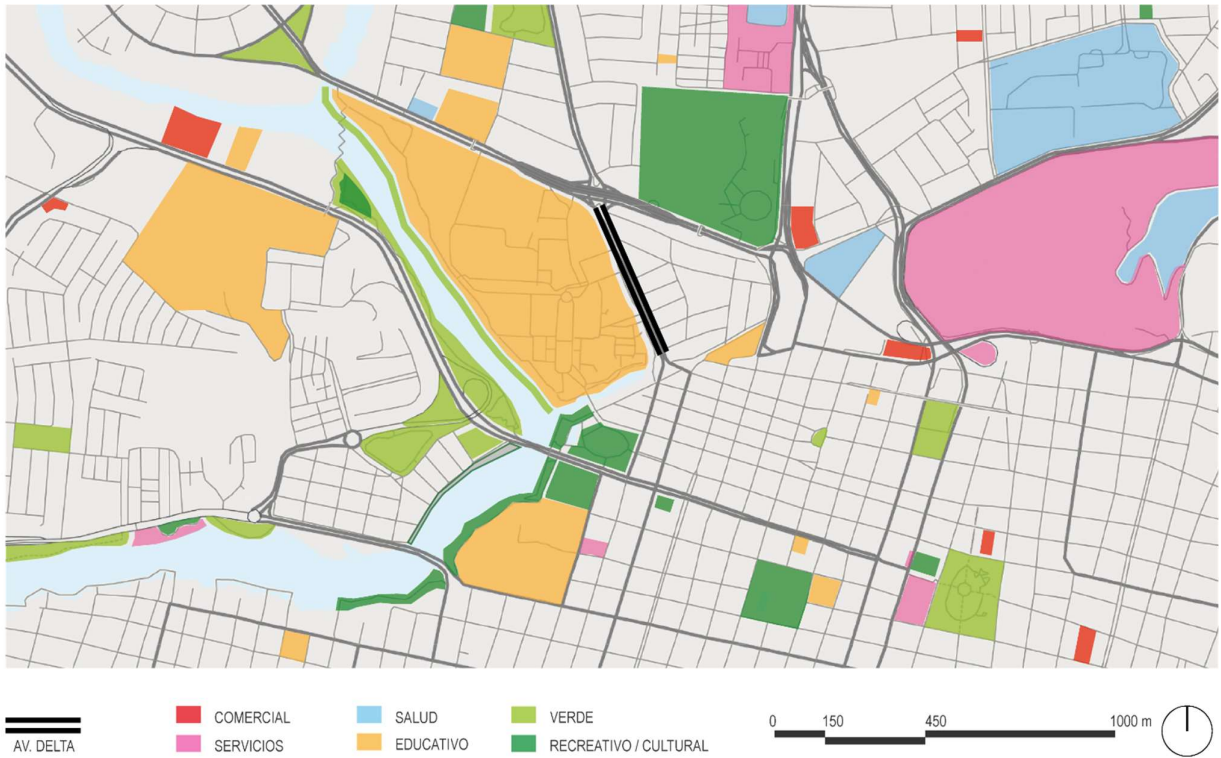 AV. DELTA
COMERCIAL
SERVICIOS
SALUD
EDUCATIVO
VERDE
RECREATIVO / CULTURAL
0 150 450 1000 m